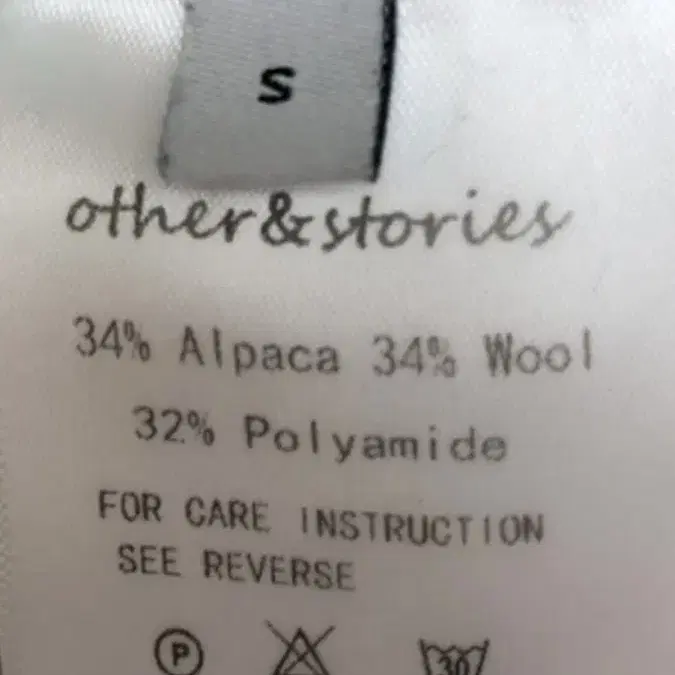 S
other&stories
34% Alpaca 34% Wool
32% Polyamide
FOR CARE INSTRUCTION
SEE REVERSE
P 30